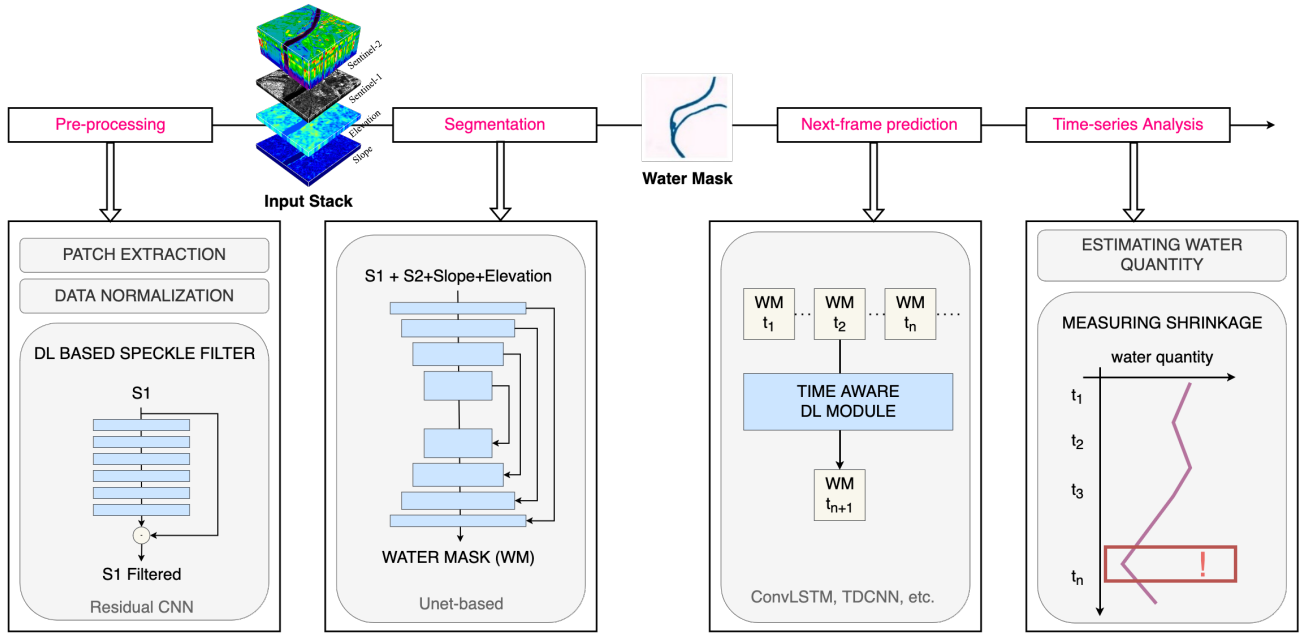 Sentinel-2
Sentinel-1
Elevation
Slope
Pre-processing
Input Stack
Segmentation
Water Mask
Next-frame prediction
Time-series Analysis
PATCH EXTRACTION
DATA NORMALIZATION
DL BASED SPECKLE FILTER
S1
S1 Filtered
Residual CNN
S1 + S2+Slope+Elevation
WATER MASK (WM)
Unet-based
WM
t1
WM
t2
WM
tn
TIME AWARE
DL MODULE
WM
tn+1
ConvLSTM, TDCNN, etc.
ESTIMATING WATER
QUANTITY
MEASURING SHRINKAGE
water quantity
t1
t2
t3
tn
!